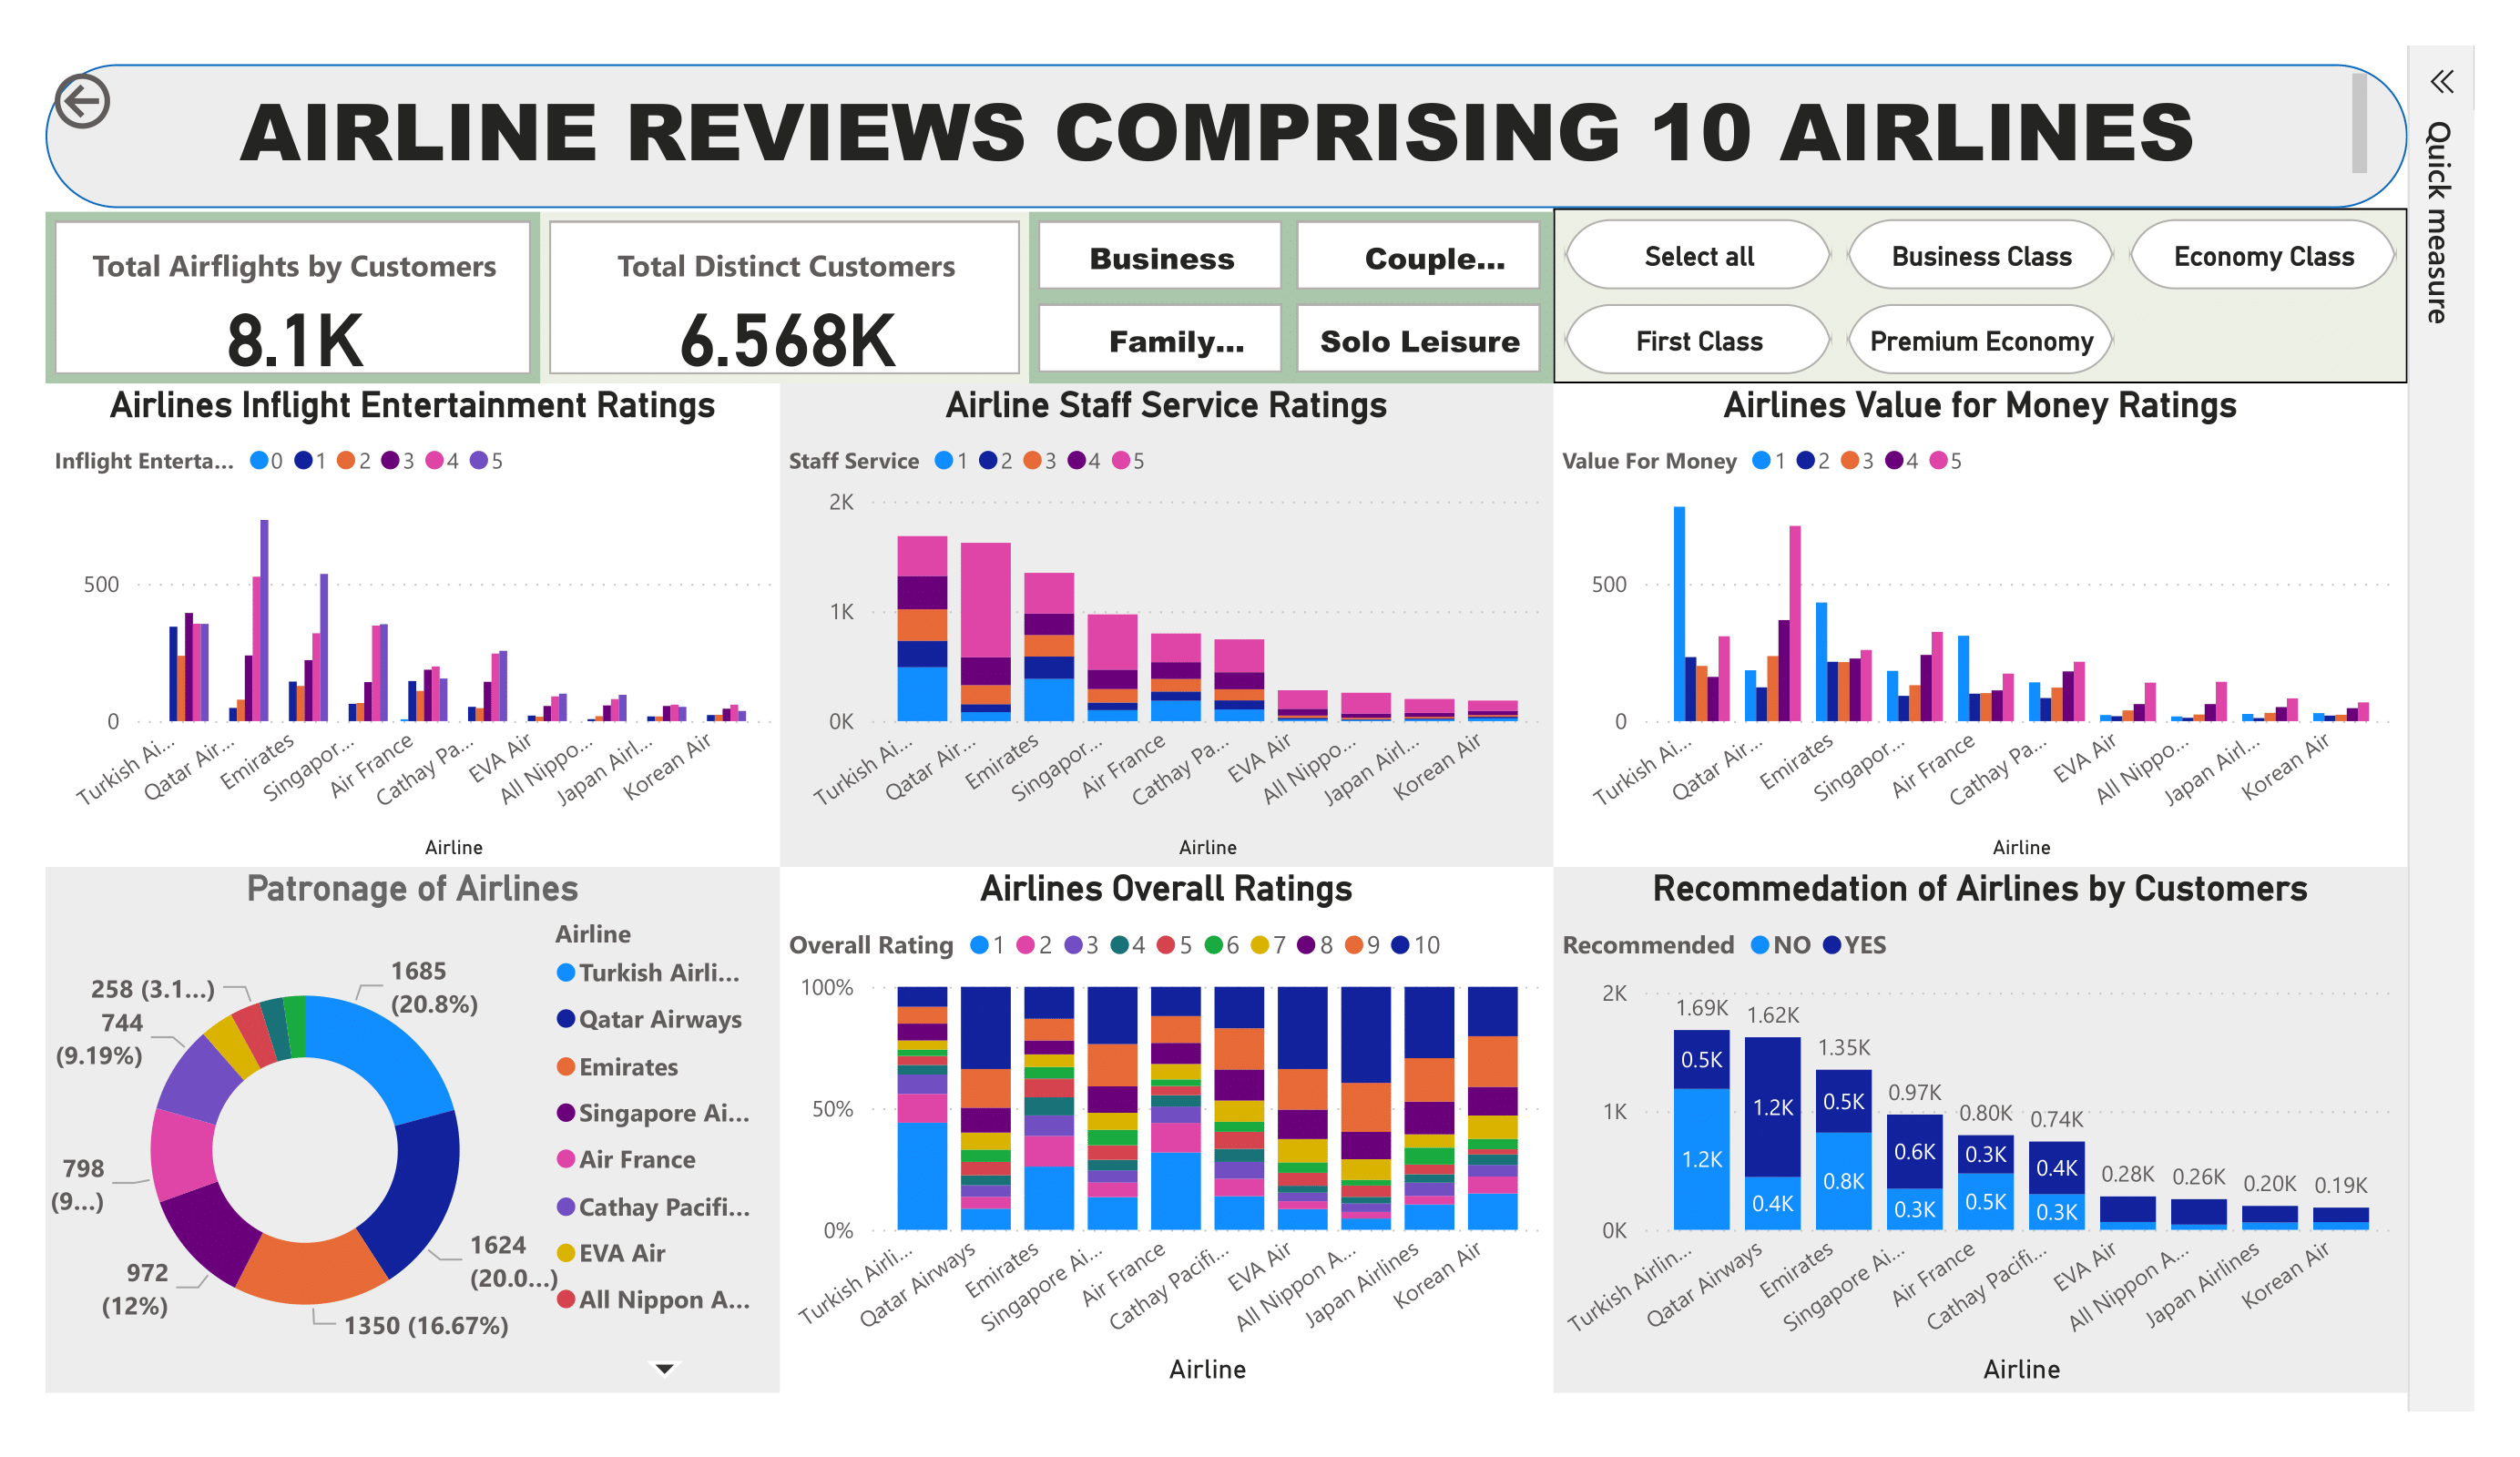 AIRLINE REVIEWS COMPRISING 10 AIRLINES
Quick measure
Total Airflights by Customers
8.1K
Total Distinct Customers
6.568K
Business
Couple...
Family...
Solo Leisure
Select all
Business Class
Economy Class
First Class
Premium Economy
Airlines Inflight Entertainment Ratings
Inflight Enterta... 0 1 2 3 4 5
500
0
Turkish Ai...
Qatar Air...
Emirates
Singapor...
Air France
Cathay Pa...
EVA Air
All Nippo...
Japan Airl...
Korean Air
Airline
Airline Staff Service Ratings
Staff Service 1 2 3 4 5
2K
1K
0K
Turkish Ai...
Qatar Air...
Emirates
Singapor...
Air France
Cathay Pa...
EVA Air
All Nippo...
Japan Airl...
Korean Air
Airline
Airlines Value for Money Ratings
Value For Money 1 2 3 4 5
500
0
Turkish Ai...
Qatar Air...
Emirates
Singapor...
Air France
Cathay Pa...
EVA Air
All Nippo...
Japan Airl...
Korean Air
Airline
Patronage of Airlines
1685
(20.8%)
1624
(20.0...)
1350 (16.67%)
972
(12%)
798
(9...)
744
(9.19%)
258 (3.1...)
Airline
Turkish Airli...
Qatar Airways
Emirates
Singapore Ai...
Air France
Cathay Pacifi...
EVA Air
All Nippon A...
Airlines Overall Ratings
Overall Rating 1 2 3 4 5 6 7 8 9 10
100%
50%
0%
Turkish Airli...
Qatar Airways
Emirates
Singapore Ai...
Air France
Cathay Pacifi...
EVA Air
All Nippon A...
Japan Airlines
Korean Air
Airline
Recommedation of Airlines by Customers
Recommended NO YES
2K
1K
0K
1.69K
0.5K
1.2K
1.62K
1.2K
0.4K
1.35K
0.5K
0.8K
0.97K
0.6K
0.3K
0.80K
0.3K
0.5K
0.74K
0.4K
0.3K
0.28K
0.26K
0.20K
0.19K
Turkish Airlin...
Qatar Airways
Emirates
Singapore Ai...
Air France
Cathay Pacifi...
EVA Air
All Nippon A...
Japan Airlines
Korean Air
Airline